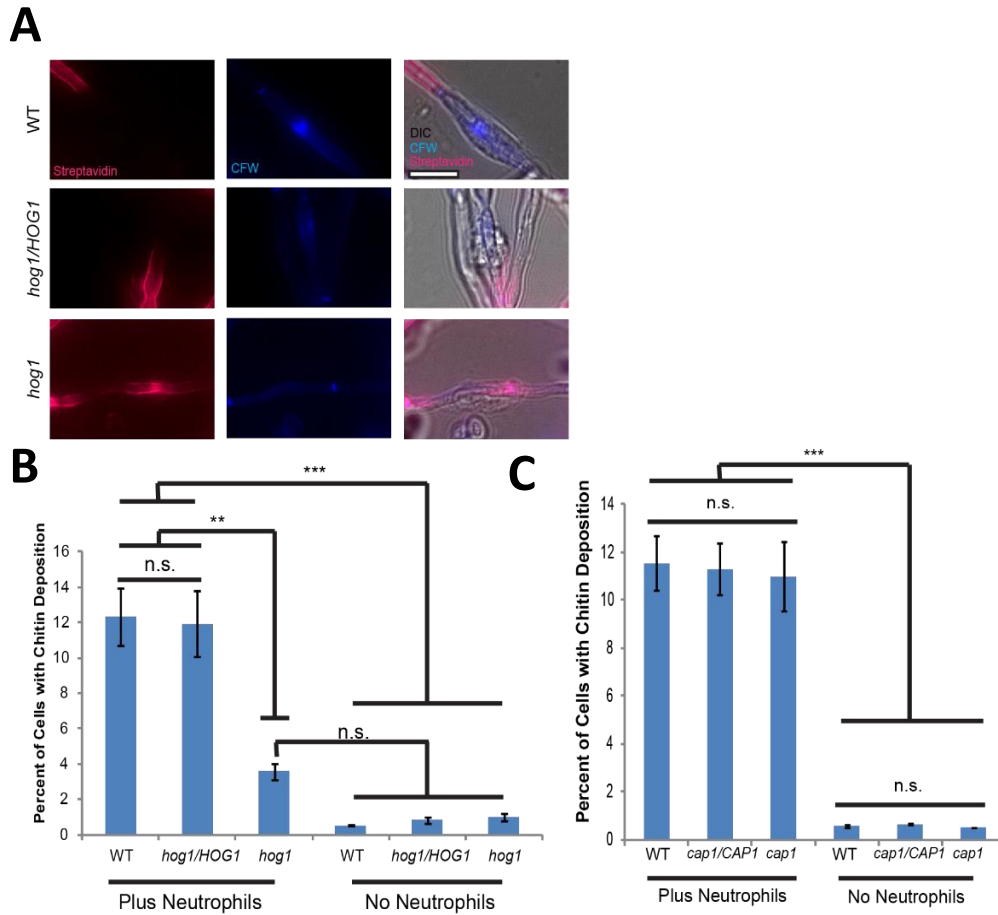 A
WT
Streptavidin
CFW
DIC
CFW
Streptavidin
hog1/HOG1
hog1
B
***
**
n.s.
n.s.
Percent of Cells with Chitin Deposition
16
14
12
10
8
6
4
2
0
WT hog1/HOG1 hog1 WT hog1/HOG1 hog1
Plus Neutrophils No Neutrophils
C
***
n.s.
n.s.
Percent of Cells with Chitin Deposition
14
12
10
8
6
4
2
0
WT cap1/CAP1 cap1 WT cap1/CAP1 cap1
Plus Neutrophils No Neutrophils